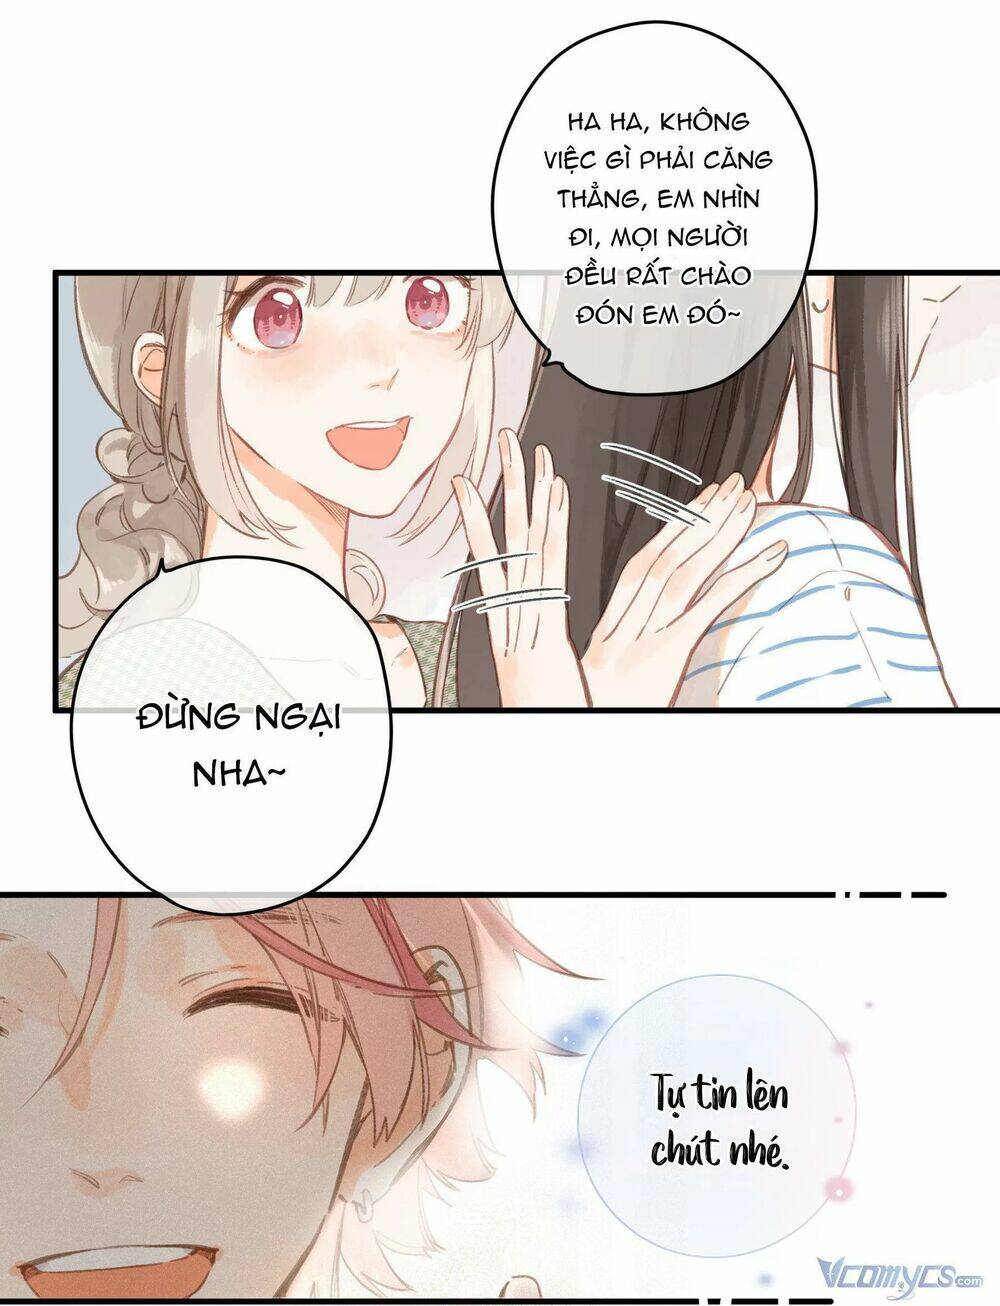 HA HA, KHÔNG
VIỆC GÌ PHẢI CĂNG
THẲNG, EM NHÌN
ĐI, MỌI NGƯỜI
ĐỀU RẤT CHÀO
ĐÓN EM ĐÓ~
ĐỪNG NGẠI
NHA~
Tự tin lên
chút nhé.
VCOMYCS.com